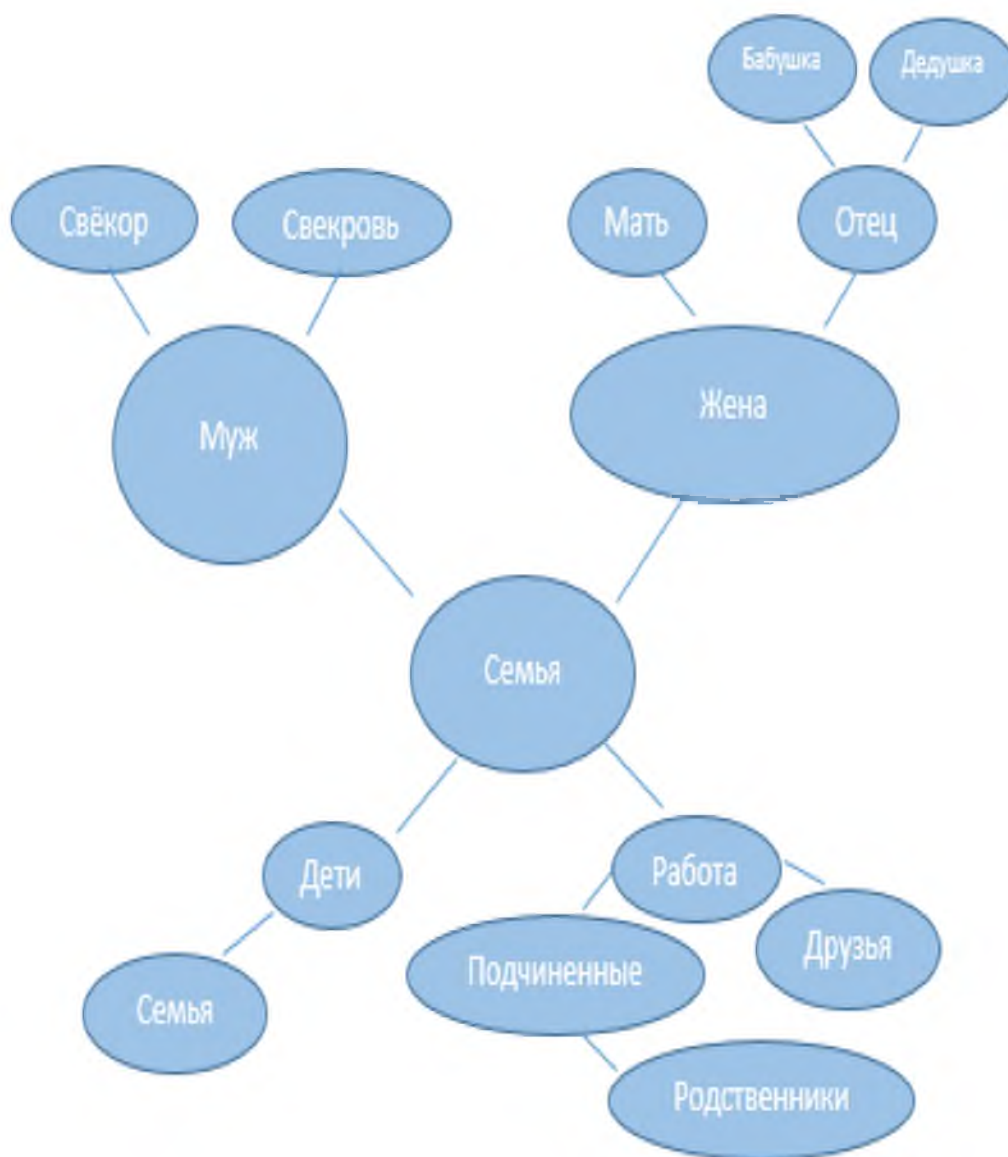 Бабушка
Дедушка
Свёкор
Свекровь
Мать
Отец
Муж
Жена
Семья
Дети
Работа
Подчиненные
Друзья
Семья
Родственники